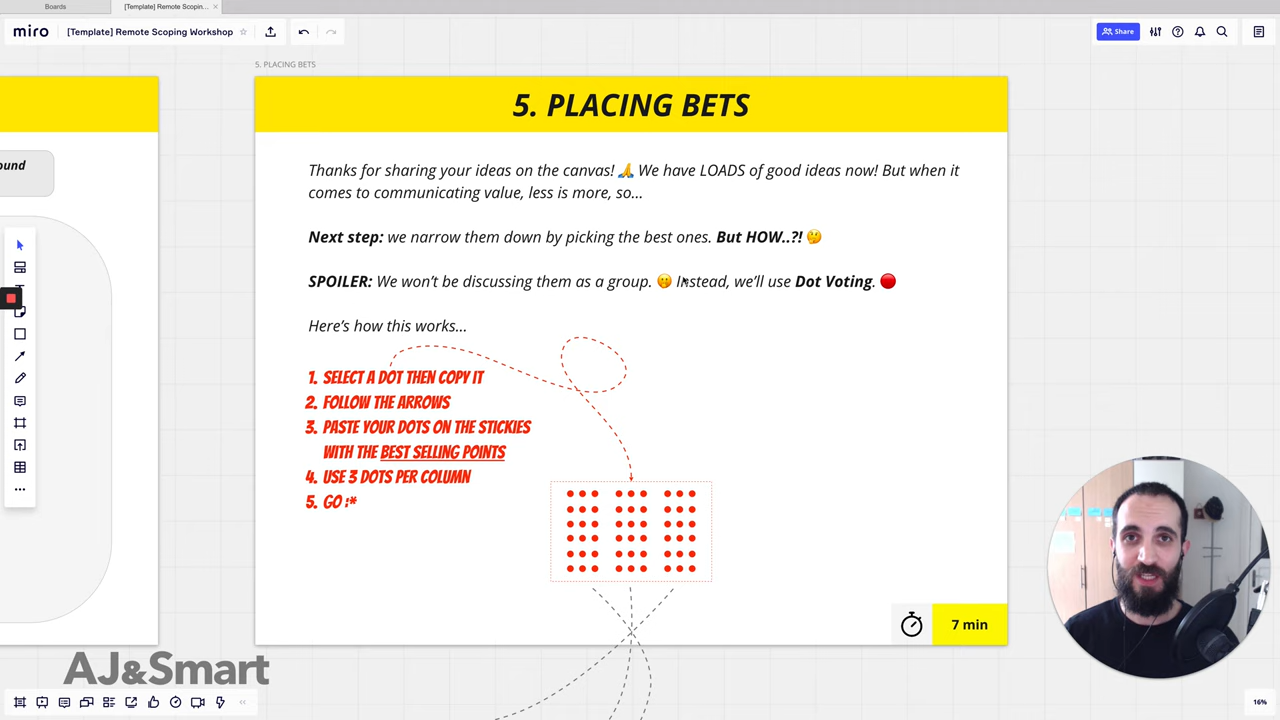 Boards
[Template] Remote Scopin...
miro
[Template] Remote Scoping Workshop
Share
5. PLACING BETS
5. PLACING BETS
ound
Thanks for sharing your ideas on the canvas! 🙏 We have LOADS of good ideas now! But when it
comes to communicating value, less is more, so...
Next step: we narrow them down by picking the best ones. But HOW..?! 🤔
SPOILER: We won't be discussing them as a group. 🤫 Instead, we'll use Dot Voting. 🔴
Here's how this works...
1. SELECT A DOT THEN COPY IT
2. FOLLOW THE ARROWS
3. PASTE YOUR DOTS ON THE STICKIES
WITH THE BEST SELLING POINTS
4. USE 3 DOTS PER COLUMN
5. GO :*
7 min
AJ&Smart
16%